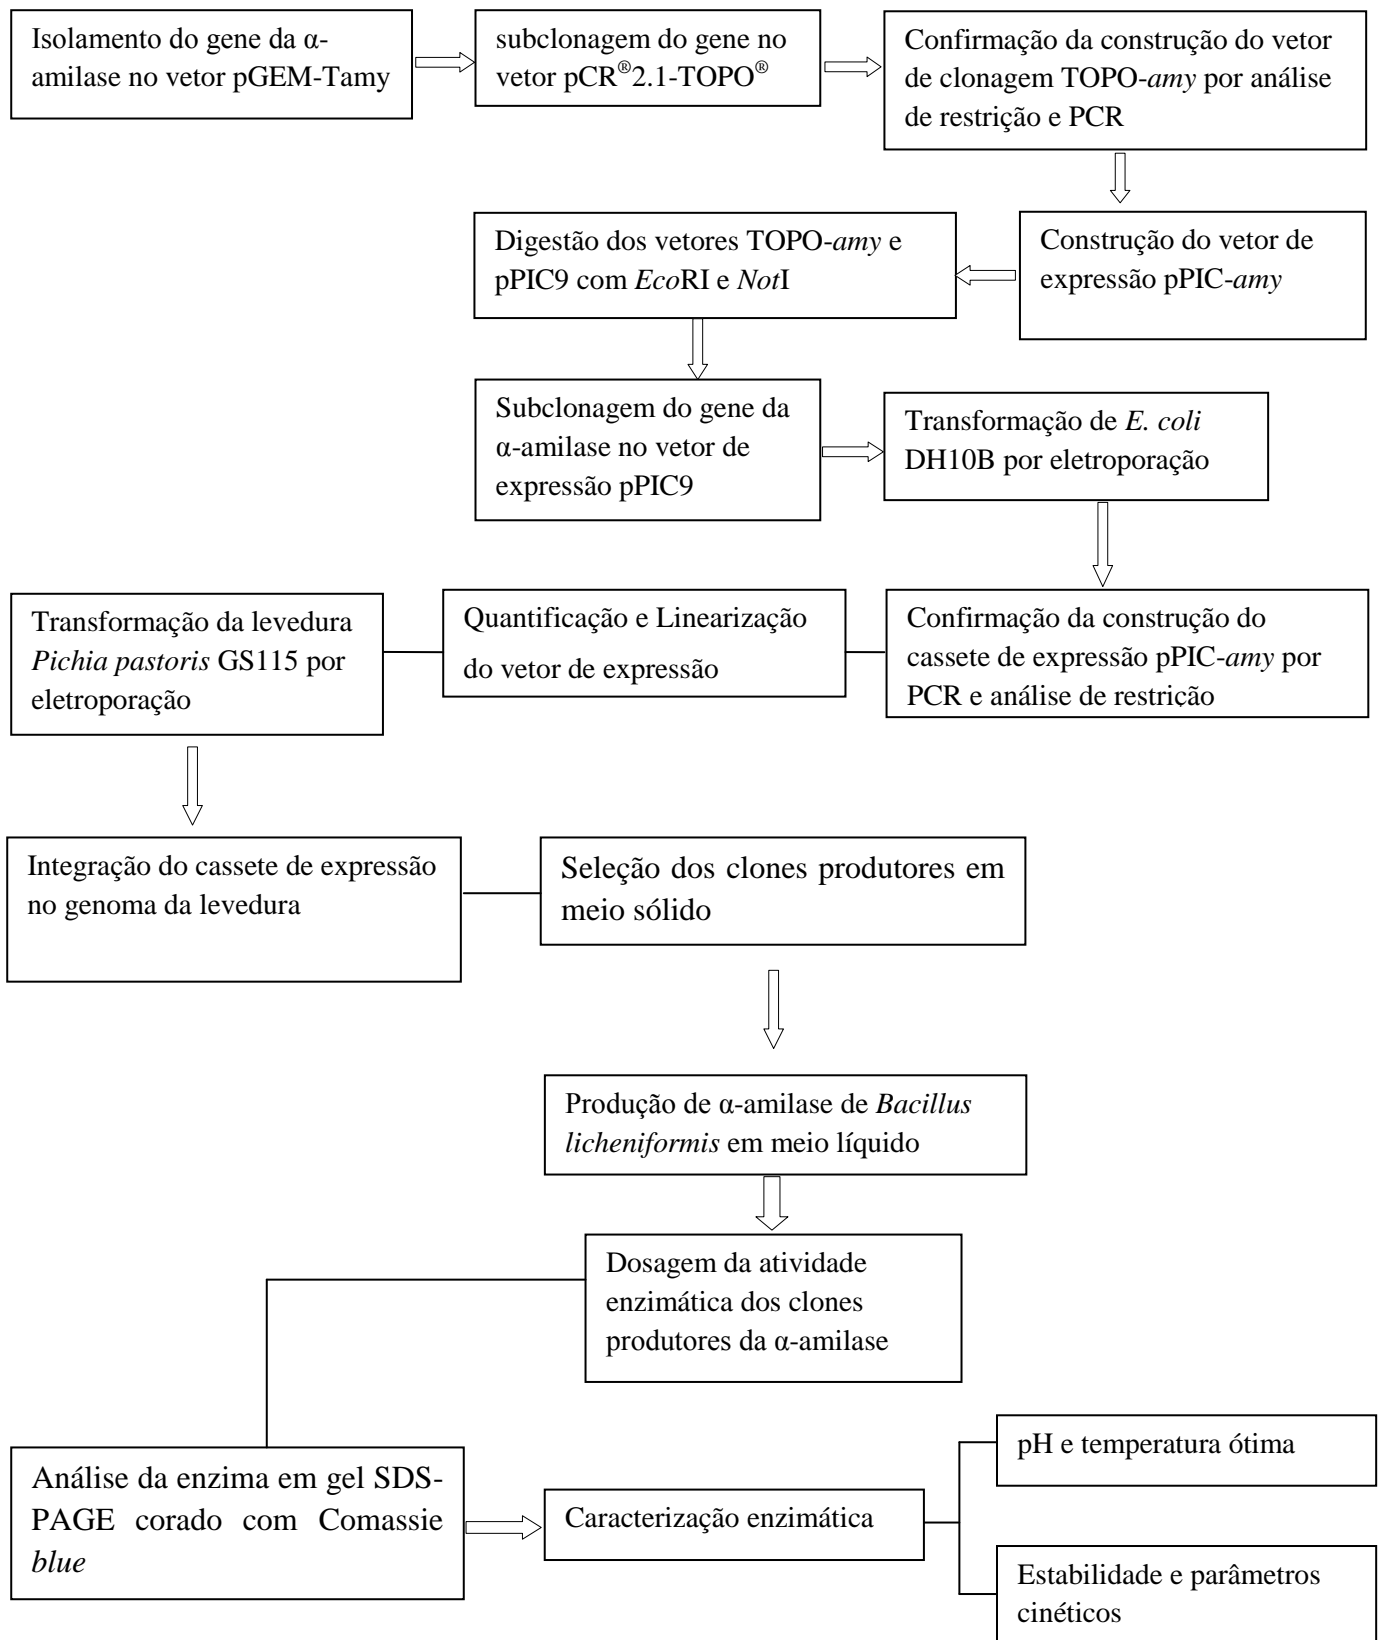 Isolamento do gene da α-
amilase no vetor pGEM-Tamy
subclonagem do gene no
vetor pCR®2.1-TOPO®
Confirmação da construção do vetor
de clonagem TOPO-amy por análise
de restrição e PCR
Construção do vetor de
expressão pPIC-amy
Digestão dos vetores TOPO-amy e
pPIC9 com EcoRI e NotI
Subclonagem do gene da
α-amilase no vetor de
expressão pPIC9
Transformação de E. coli
DH10B por eletroporação
Confirmação da construção do
cassete de expressão pPIC-amy por
PCR e análise de restrição
Quantificação e Linearização
do vetor de expressão
Transformação da levedura
Pichia pastoris GS115 por
eletroporação
Integração do cassete de expressão
no genoma da levedura
Seleção dos clones produtores em
meio sólido
Produção de α-amilase de Bacillus
licheniformis em meio líquido
Dosagem da atividade
enzimática dos clones
produtores da α-amilase
Análise da enzima em gel SDS-
PAGE corado com Comassie
blue
Caracterização enzimática
pH e temperatura ótima
Estabilidade e parâmetros
cinéticos